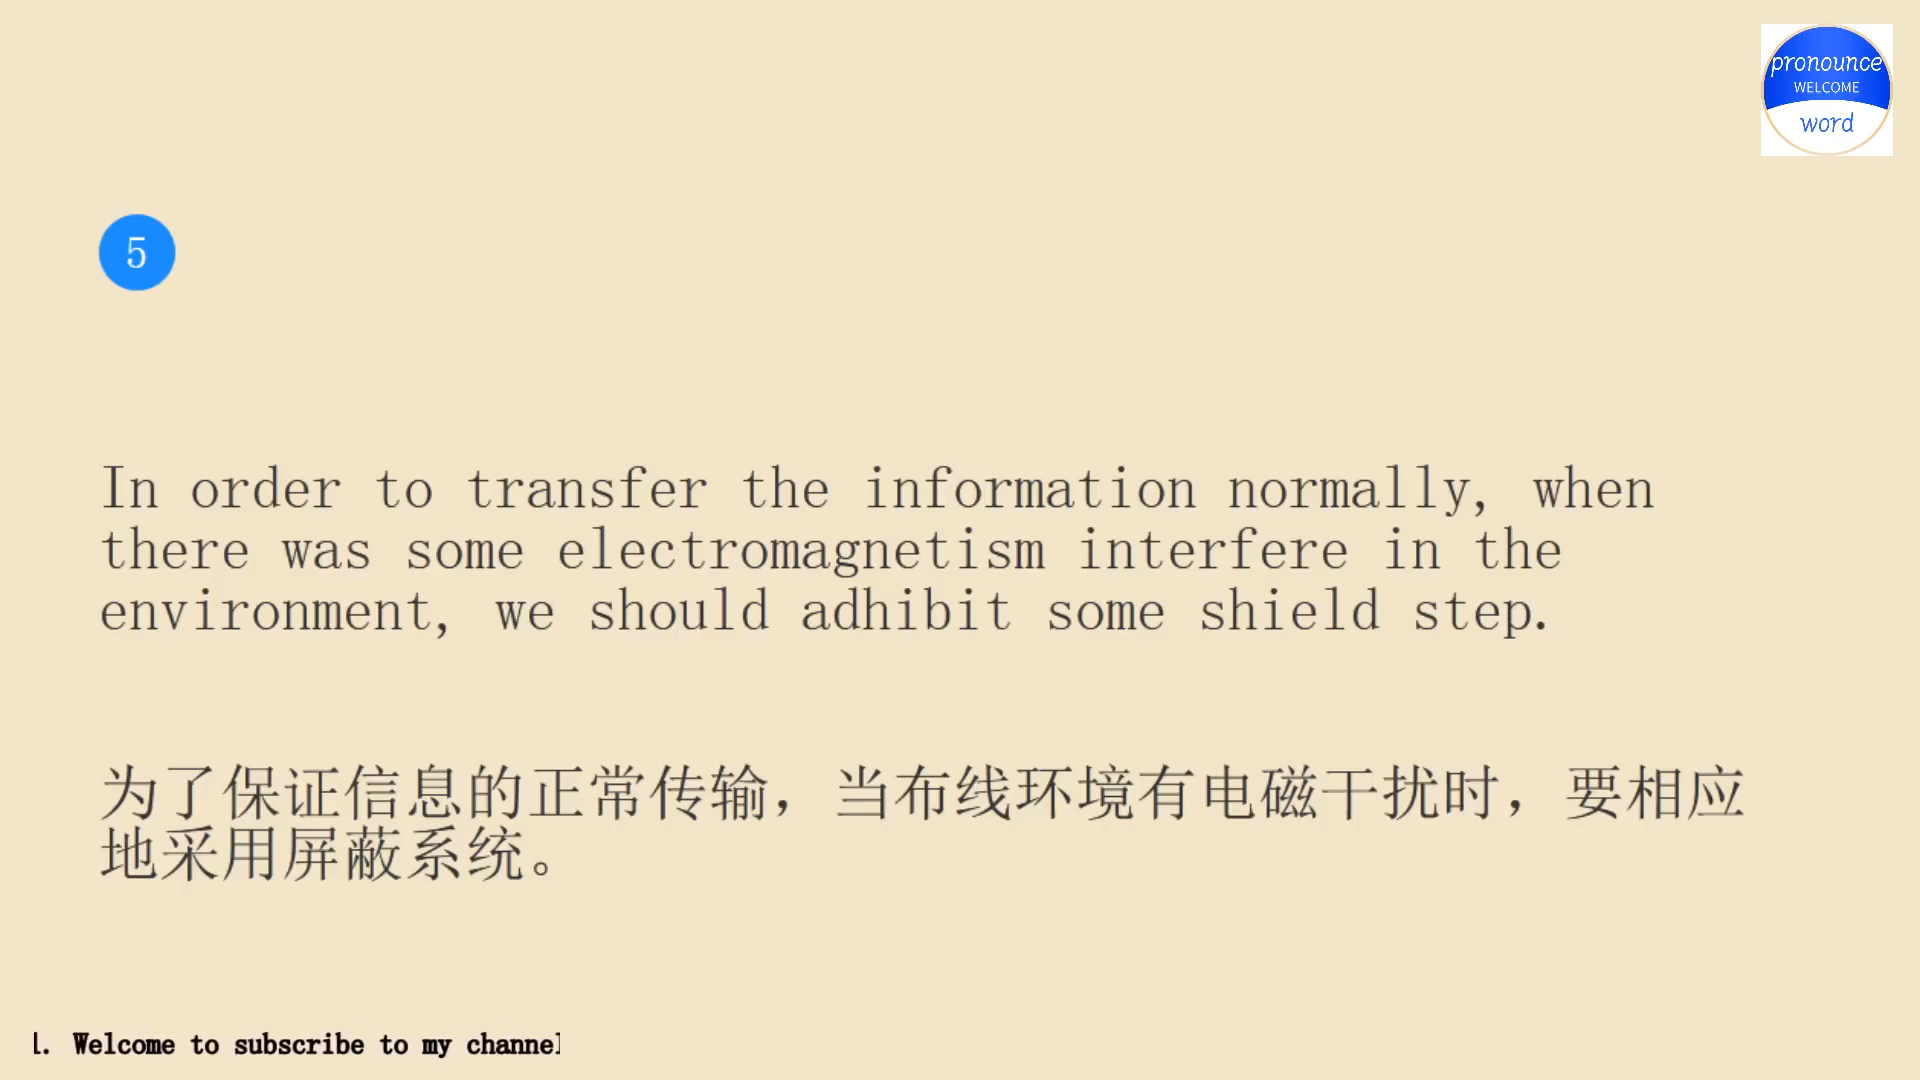 pronounce
WELCOME
word
5
In order to transfer the information normally, when
there was some electromagnetism interfere in the
environment, we should adhibit some shield step.
为了保证信息的正常传输，当布线环境有电磁干扰时，要相应
地采用屏蔽系统。
l. Welcome to subscribe to my channel